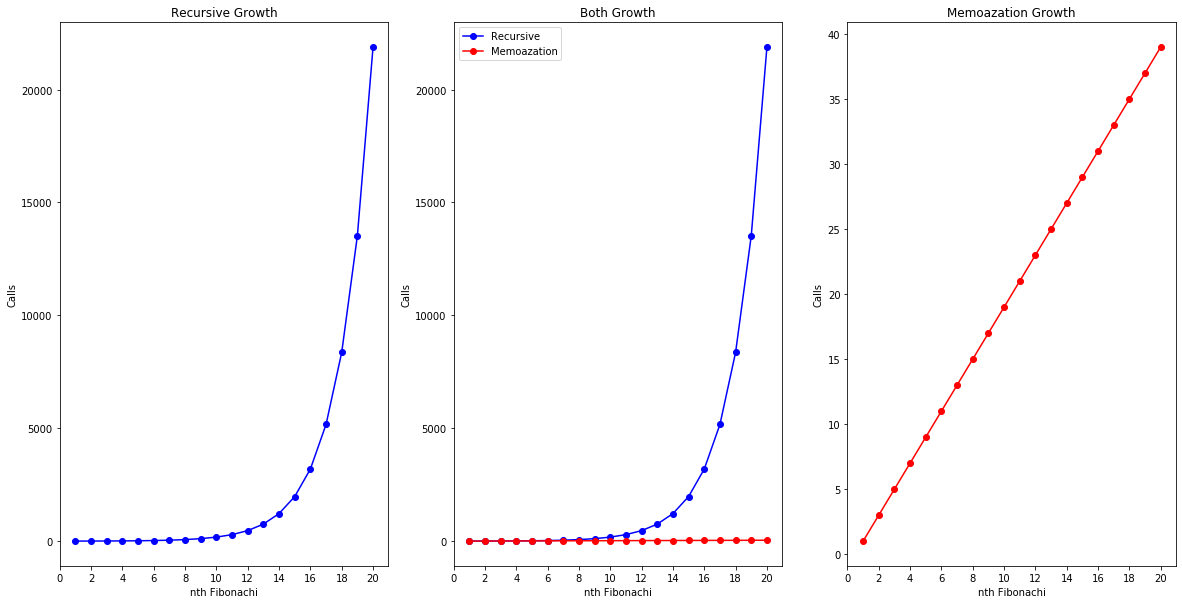 Recursive Growth
Calls
20000
15000
10000
5000
0
0 2 4 6 8 10 12 14 16 18 20
nth Fibonachi
Both Growth
Recursive
Memoazation
Calls
20000
15000
10000
5000
0
0 2 4 6 8 10 12 14 16 18 20
nth Fibonachi
Memoazation Growth
Calls
40
35
30
25
20
15
10
5
0
0 2 4 6 8 10 12 14 16 18 20
nth Fibonachi